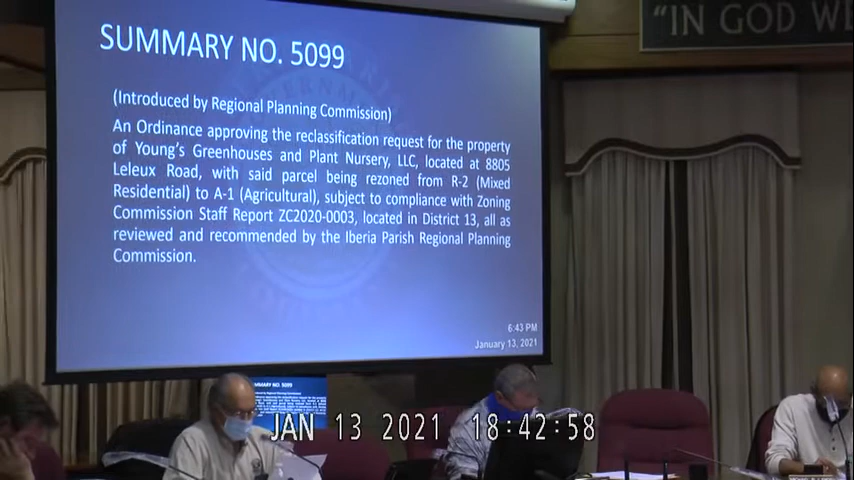 "IN GOD
SUMMARY NO. 5099
(Introduced by Regional Planning Commission)
An Ordinance approving the reclassification request for the property
of Young's Greenhouses and Plant Nursery, LLC, located at 8805
Leleux Road, with said parcel being rezoned from R-2 (Mixed
Residential) to A-1 (Agricultural), subject to compliance with Zoning
Commission Staff Report ZC2020-0003, located in District 13, all as
reviewed and recommended by the Iberia Parish Regional Planning
Commission.
6:43 PM
January 13, 2021
JAN 13 2021 18:42:58